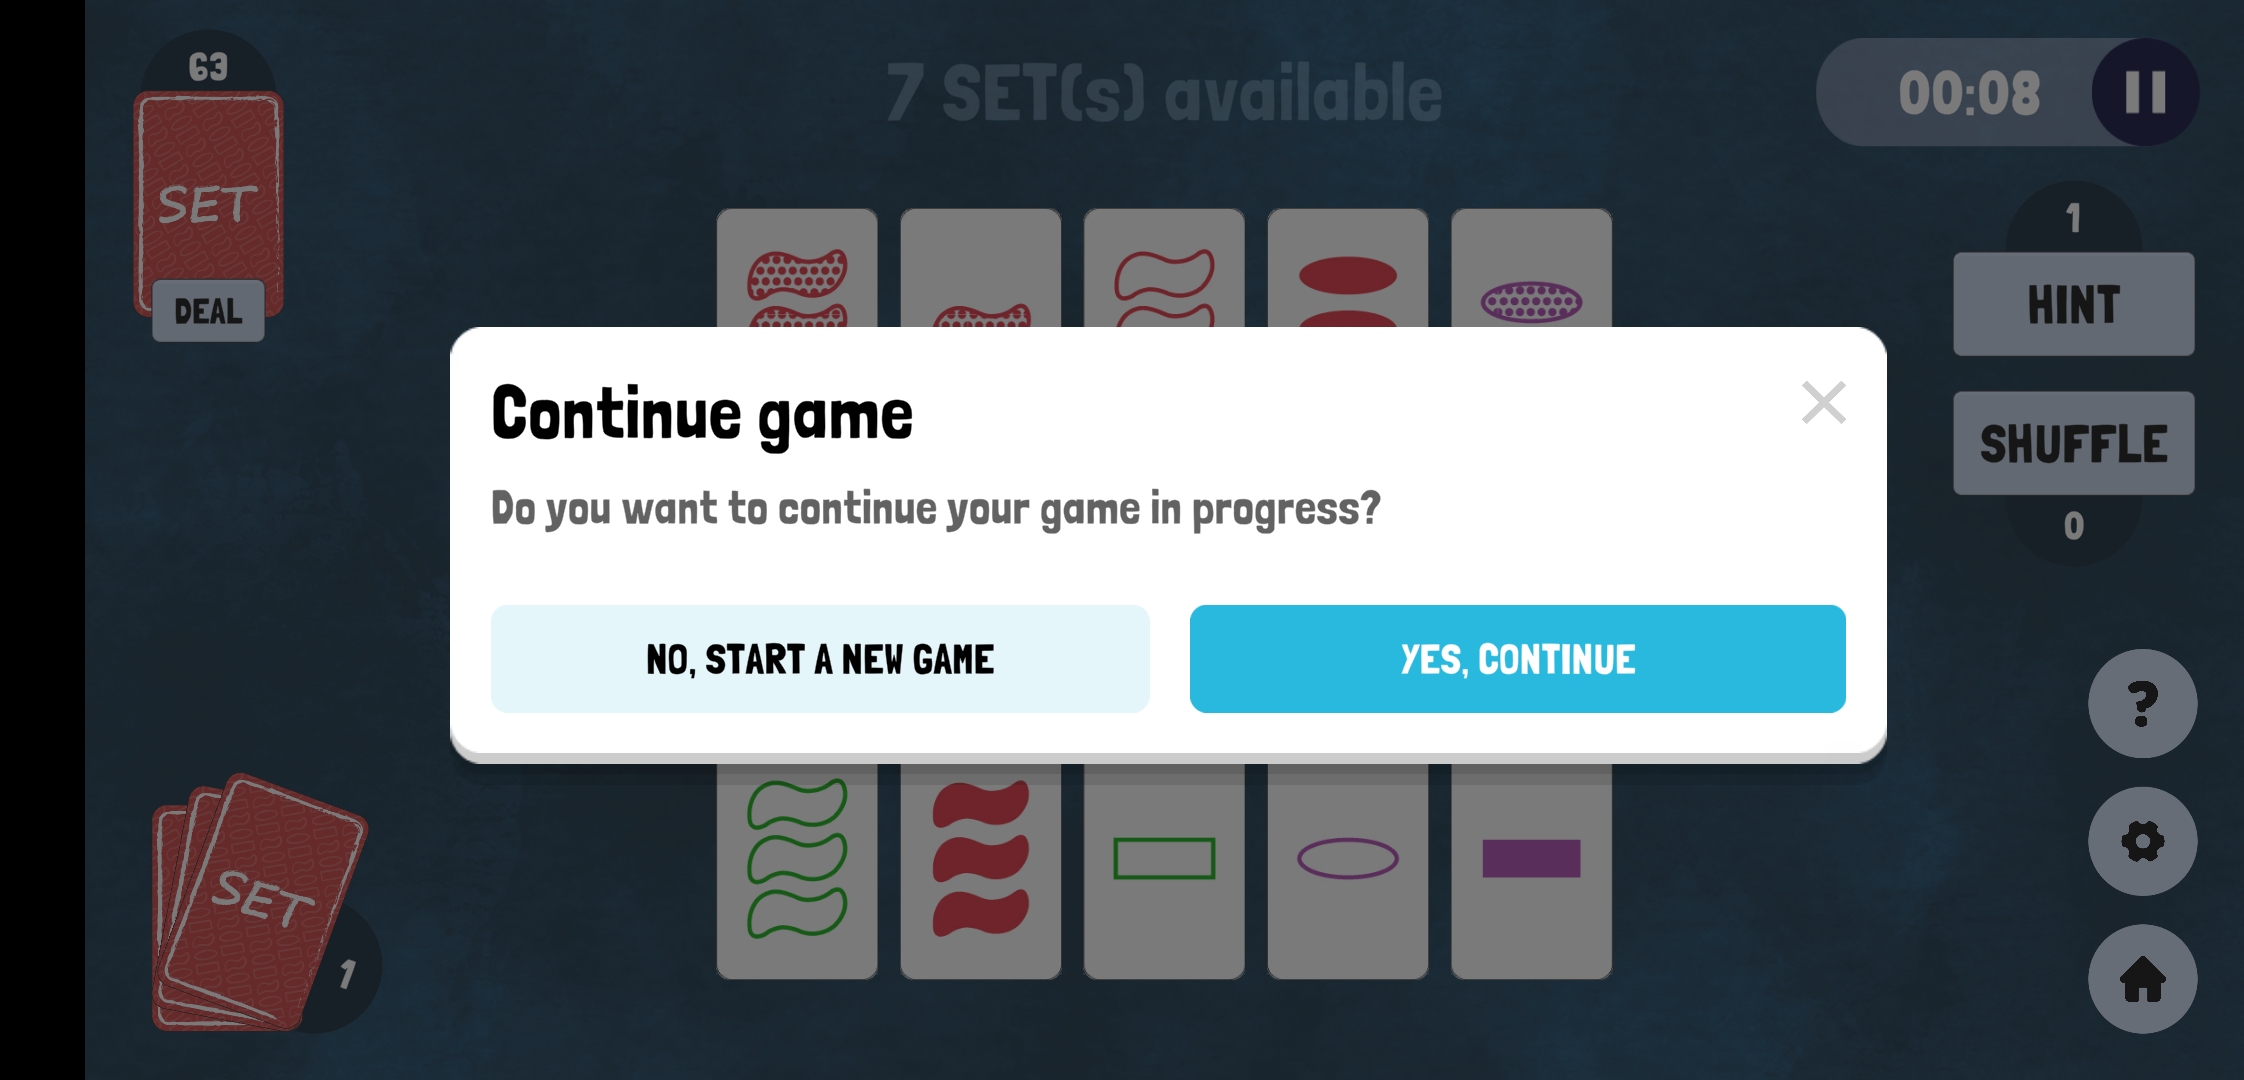 63
7 SET(s) available
00:08
SET
DEAL
1
HINT
SHUFFLE
0
Continue game
Do you want to continue your game in progress?
NO, START A NEW GAME
YES, CONTINUE
?
SET
1